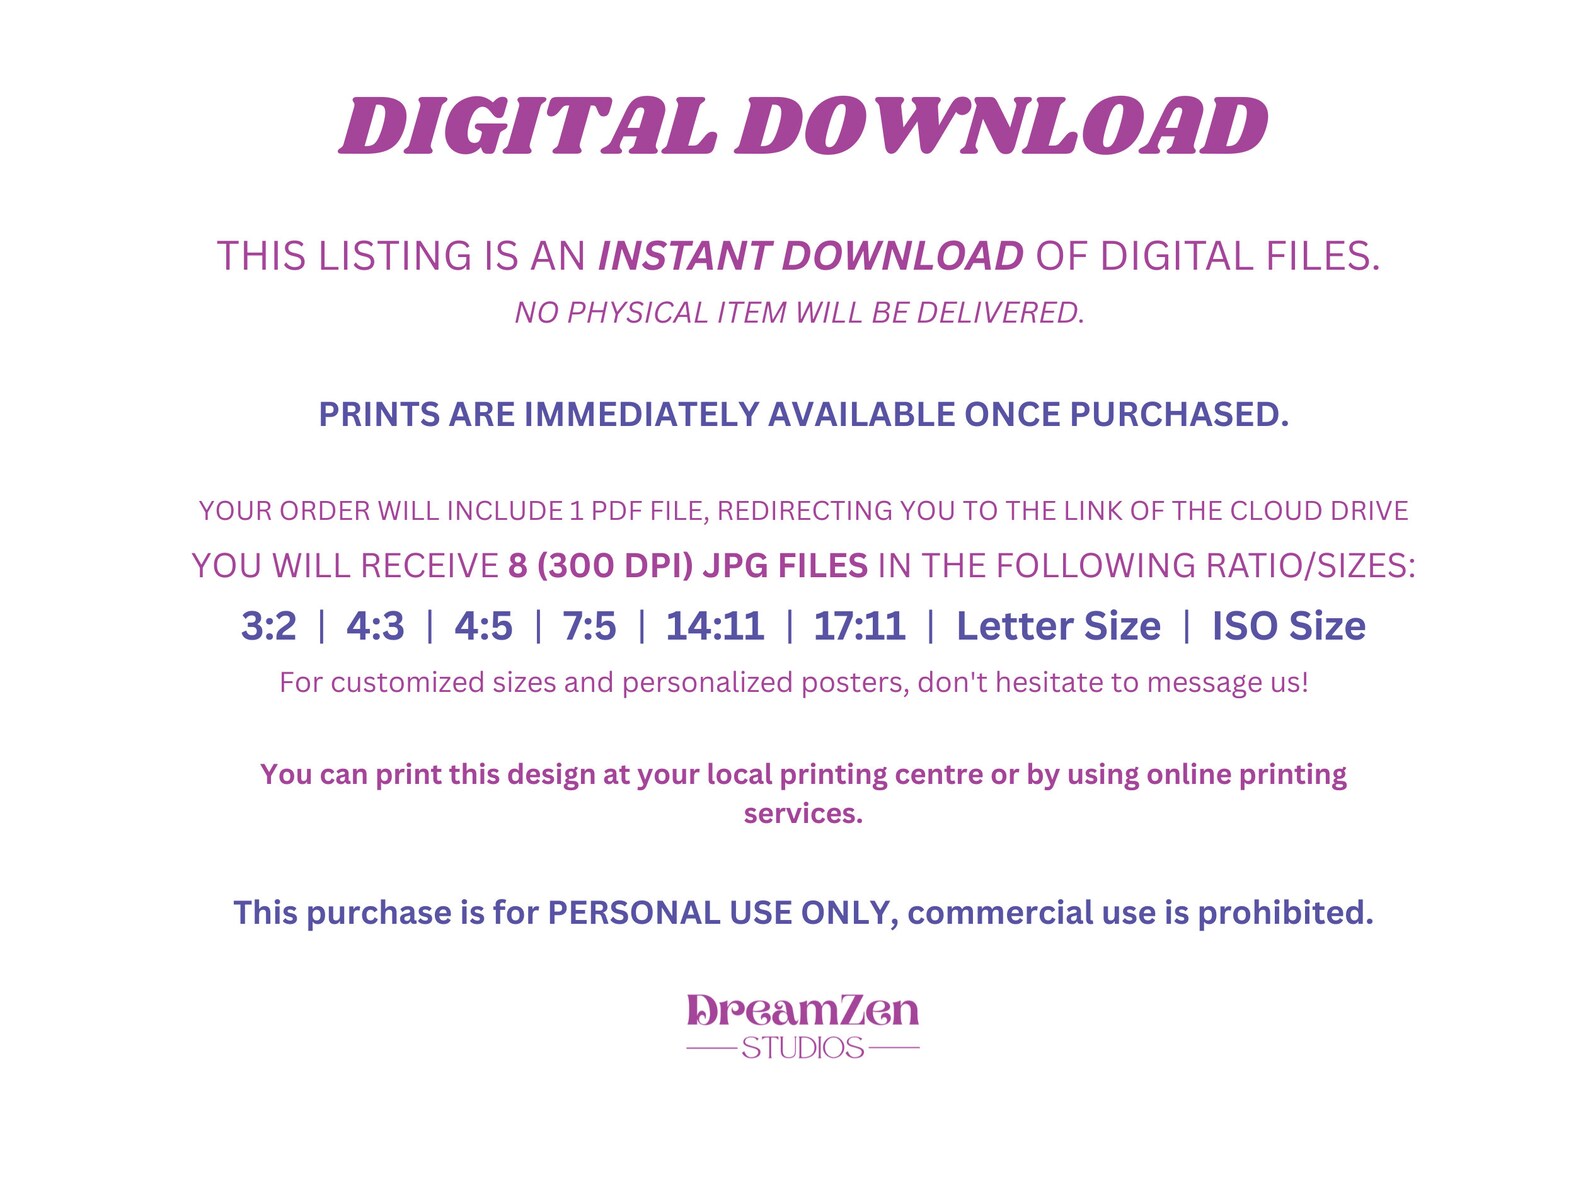 DIGITAL DOWNLOAD
THIS LISTING IS AN INSTANT DOWNLOAD OF DIGITAL FILES.
NO PHYSICAL ITEM WILL BE DELIVERED.
PRINTS ARE IMMEDIATELY AVAILABLE ONCE PURCHASED.
YOUR ORDER WILL INCLUDE 1 PDF FILE, REDIRECTING YOU TO THE LINK OF THE CLOUD DRIVE
YOU WILL RECEIVE 8 (300 DPI) JPG FILES IN THE FOLLOWING RATIO/SIZES:
3:2 | 4:3 | 4:5 | 7:5 | 14:11 | 17:11 | Letter Size | ISO Size
For customized sizes and personalized posters, don't hesitate to message us!
You can print this design at your local printing centre or by using online printing
services.
This purchase is for PERSONAL USE ONLY, commercial use is prohibited.
DreamZen
STUDIOS